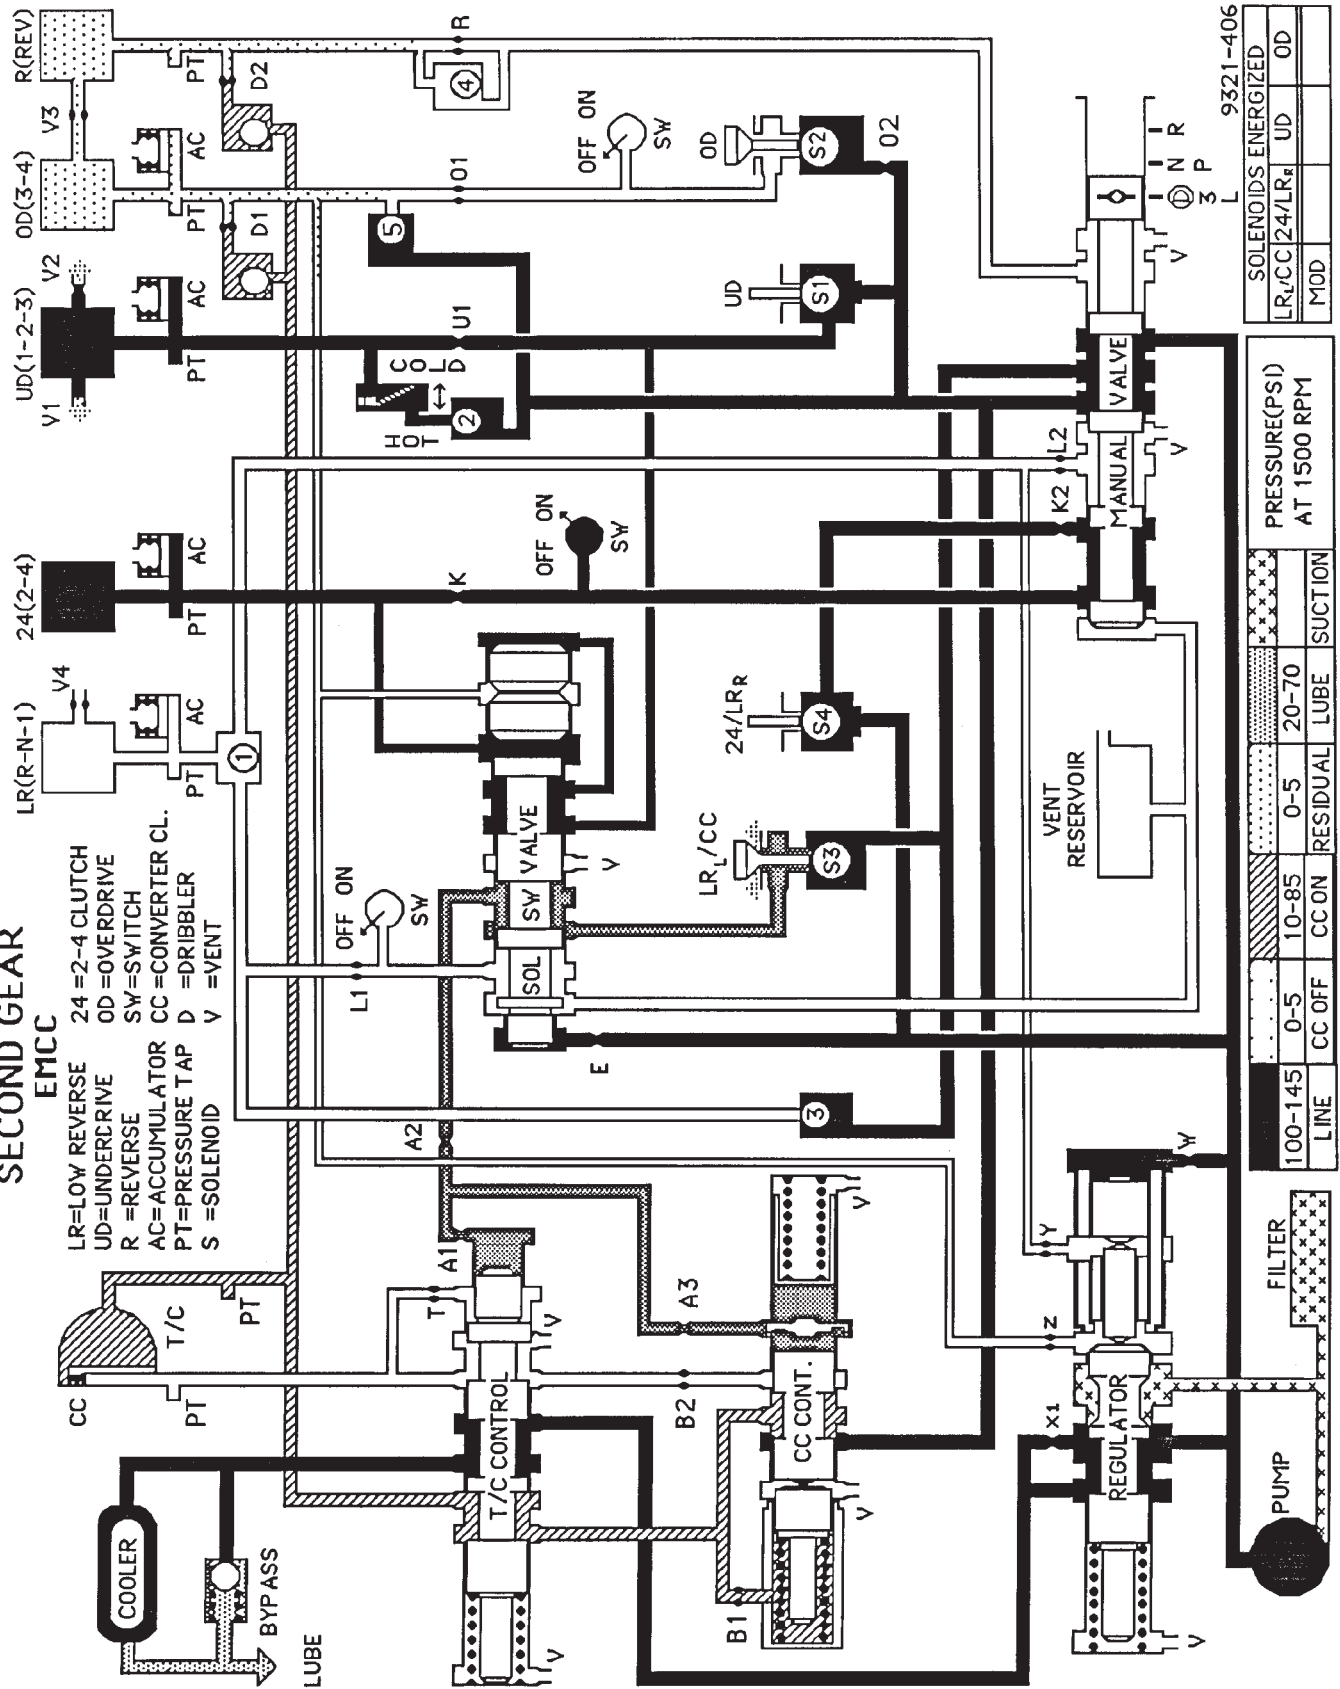 SECOND GEAR
EMCC
LR=LOW REVERSE 24 =2-4 CLUTCH
UD=UNDERDRIVE OD =OVERDRIVE
R =REVERSE SW=SWITCH
AC=ACCUMULATOR CC =CONVERTER CL.
PT=PRESSURE TAP D =DRIBBLER
S =SOLENOID V =VENT
LR(R-N-1)
V4
24(2-4)
UD(1-2-3)
V1
V2
OD(3-4)
V3
R(REV)
PT
AC
PT
AC
PT
AC
PT
AC
PT
D1
D2
1
T/C
PT
CC
PT
COOLER
BYPASS
LUBE
HOT
COLD
2
5
4
L1
OFF ON
SW
K
OFF ON
SW
U1
O1
OFF ON
SW
R
A1
A2
T
V
V
T/C CONTROL
V
SOL
SW
VALVE
V
E
B2
A3
B1
CC CONT.
V
V
3
LRL/CC
S3
24/LRR
S4
UD
S1
OD
S2
O2
VENT
RESERVOIR
X1
Z
Y
W
REGULATOR
V
PUMP
FILTER
K2
L2
MANUAL
VALVE
V
V
D N R
3 P
L
9321-406
100-145
0-5
10-85
0-5
20-70
PRESSURE(PSI)
AT 1500 RPM
LINE
CC OFF
CC ON
RESIDUAL
LUBE
SUCTION
SOLENOIDS ENERGIZED
LRL/CC 24/LRR UD OD
MOD